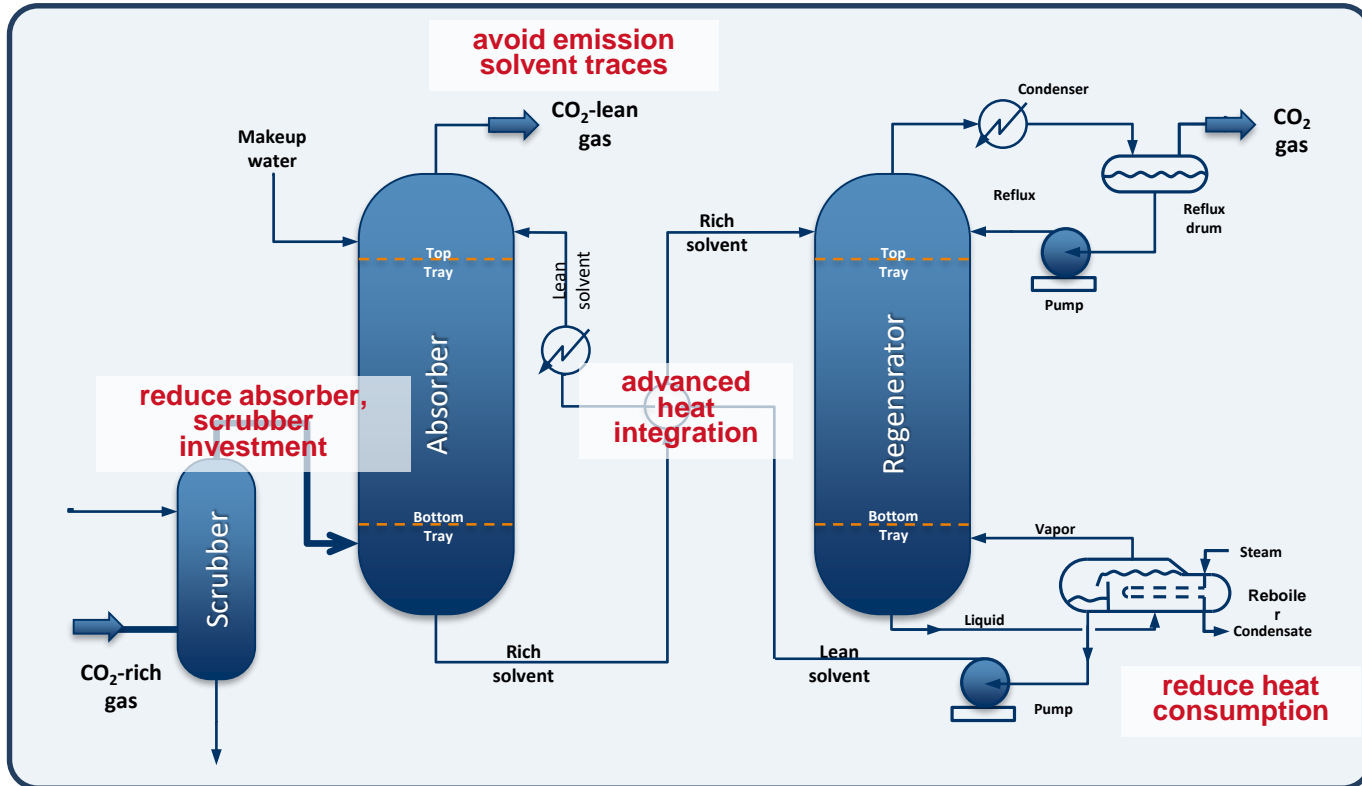 avoid emission
solvent traces
CO₂-lean
gas
Makeup
water
Condenser
CO₂
gas
Reflux
Reflux
drum
Pump
Rich
solvent
Top
Tray
Lean
solvent
Top
Tray
Absorber
Regenerator
reduce absorber,
scrubber
investment
advanced
heat
integration
Scrubber
Bottom
Tray
Bottom
Tray
Vapor
Steam
Reboile
r
Condensate
Liquid
CO₂-rich
gas
Rich
solvent
Lean
solvent
Pump
reduce heat
consumption